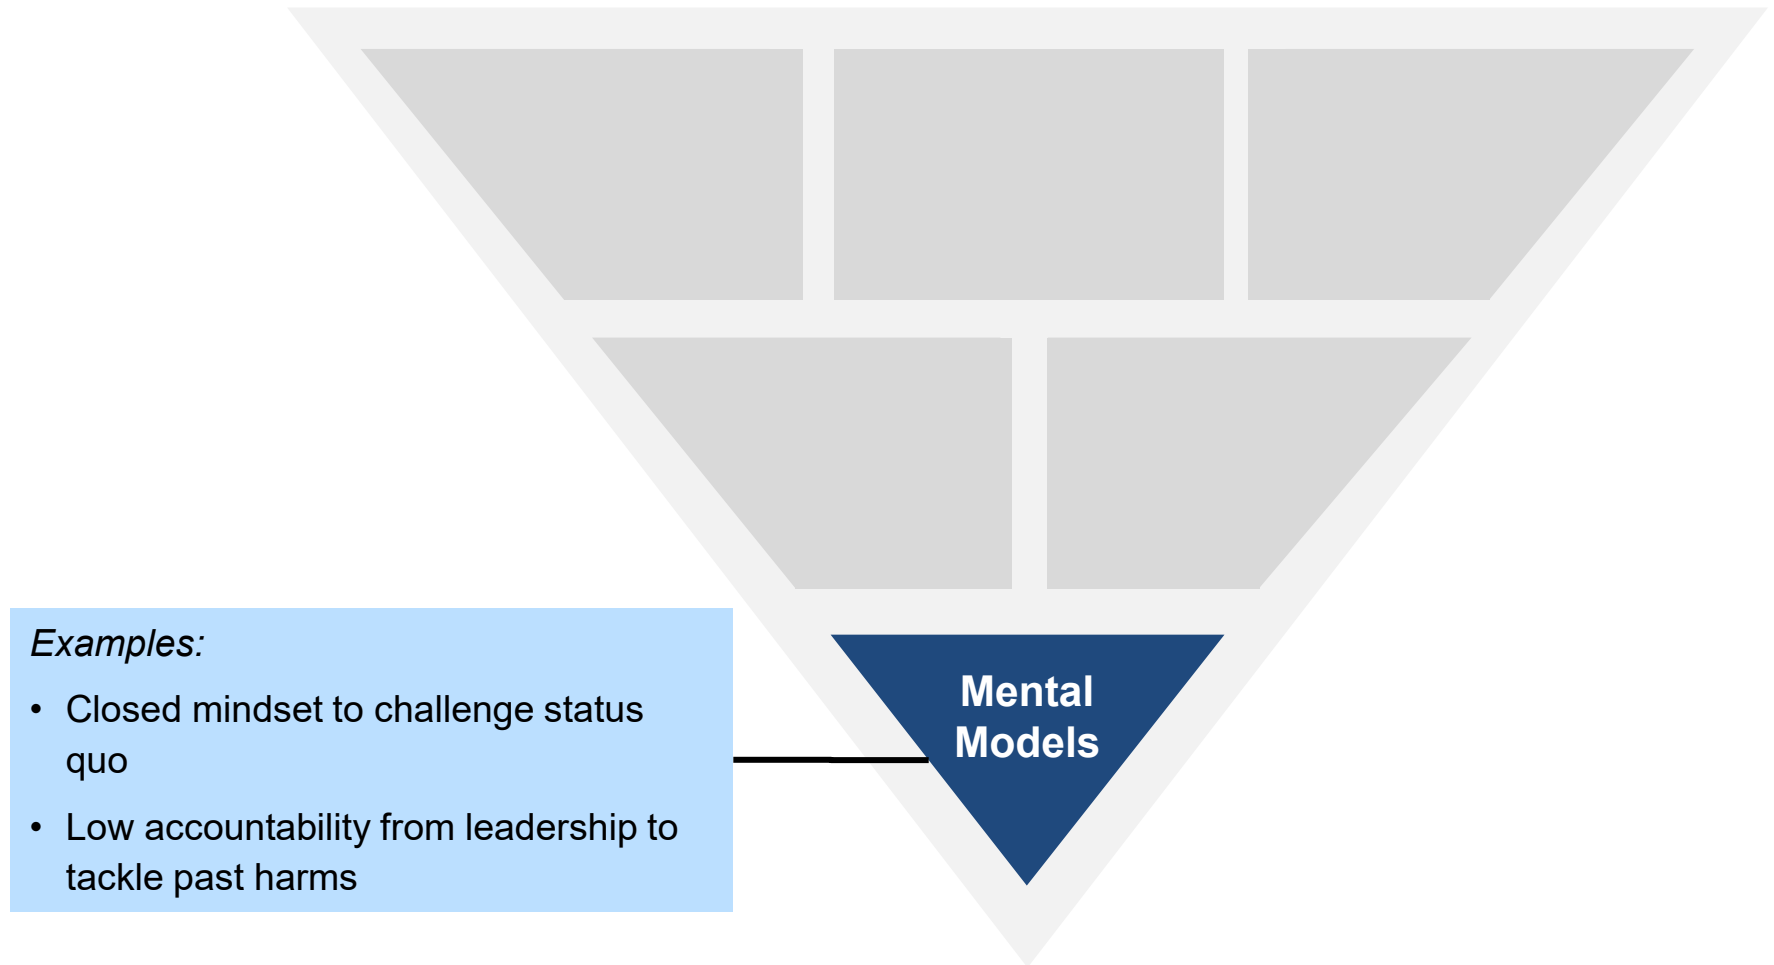 Examples:
• Closed mindset to challenge status
quo
• Low accountability from leadership to
tackle past harms
Mental
Models